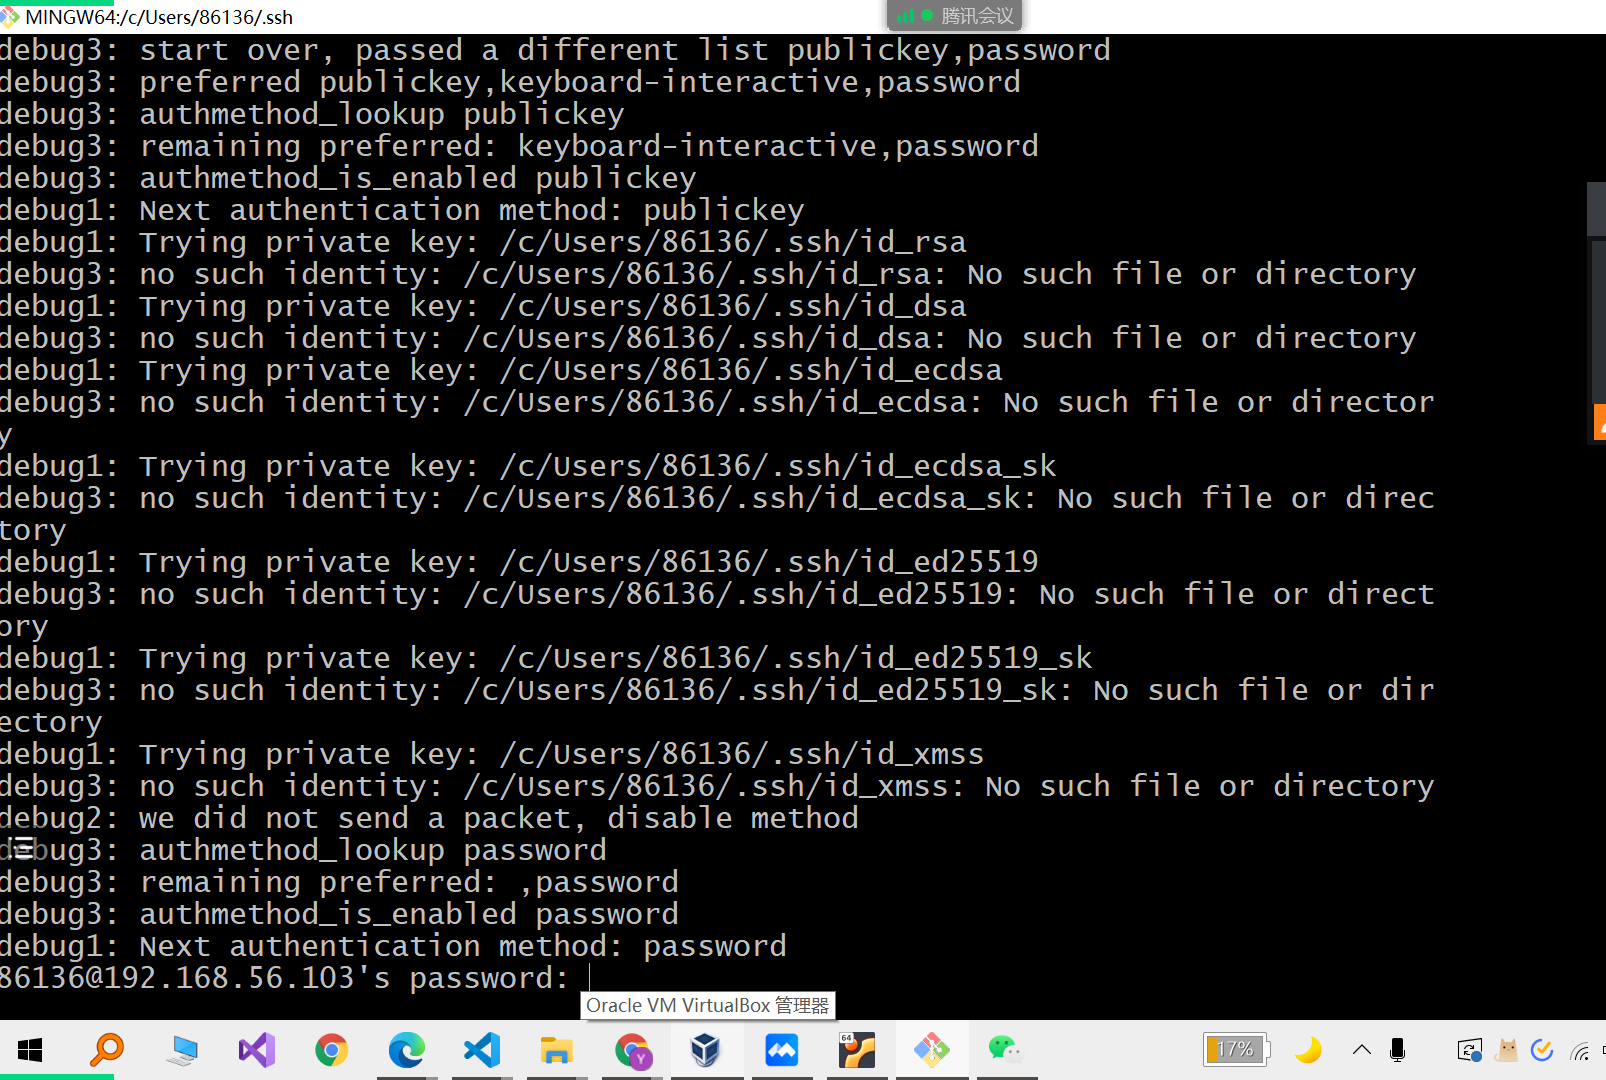 MINGW64:/c/Users/86136/.ssh
腾讯会议
debug3: start over, passed a different list publickey,password
debug3: preferred publickey,keyboard-interactive,password
debug3: authmethod_lookup publickey
debug3: remaining preferred: keyboard-interactive,password
debug3: authmethod_is_enabled publickey
debug1: Next authentication method: publickey
debug1: Trying private key: /c/Users/86136/.ssh/id_rsa
debug3: no such identity: /c/Users/86136/.ssh/id_rsa: No such file or directory
debug1: Trying private key: /c/Users/86136/.ssh/id_dsa
debug3: no such identity: /c/Users/86136/.ssh/id_dsa: No such file or directory
debug1: Trying private key: /c/Users/86136/.ssh/id_ecdsa
debug3: no such identity: /c/Users/86136/.ssh/id_ecdsa: No such file or director
y
debug1: Trying private key: /c/Users/86136/.ssh/id_ecdsa_sk
debug3: no such identity: /c/Users/86136/.ssh/id_ecdsa_sk: No such file or direc
tory
debug1: Trying private key: /c/Users/86136/.ssh/id_ed25519
debug3: no such identity: /c/Users/86136/.ssh/id_ed25519: No such file or direct
ory
debug1: Trying private key: /c/Users/86136/.ssh/id_ed25519_sk
debug3: no such identity: /c/Users/86136/.ssh/id_ed25519_sk: No such file or dir
ectory
debug1: Trying private key: /c/Users/86136/.ssh/id_xmss
debug3: no such identity: /c/Users/86136/.ssh/id_xmss: No such file or directory
debug2: we did not send a packet, disable method
debug3: authmethod_lookup password
debug3: remaining preferred: ,password
debug3: authmethod_is_enabled password
debug1: Next authentication method: password
86136@192.168.56.103's password:
Oracle VM VirtualBox 管理器
Y
64
17%